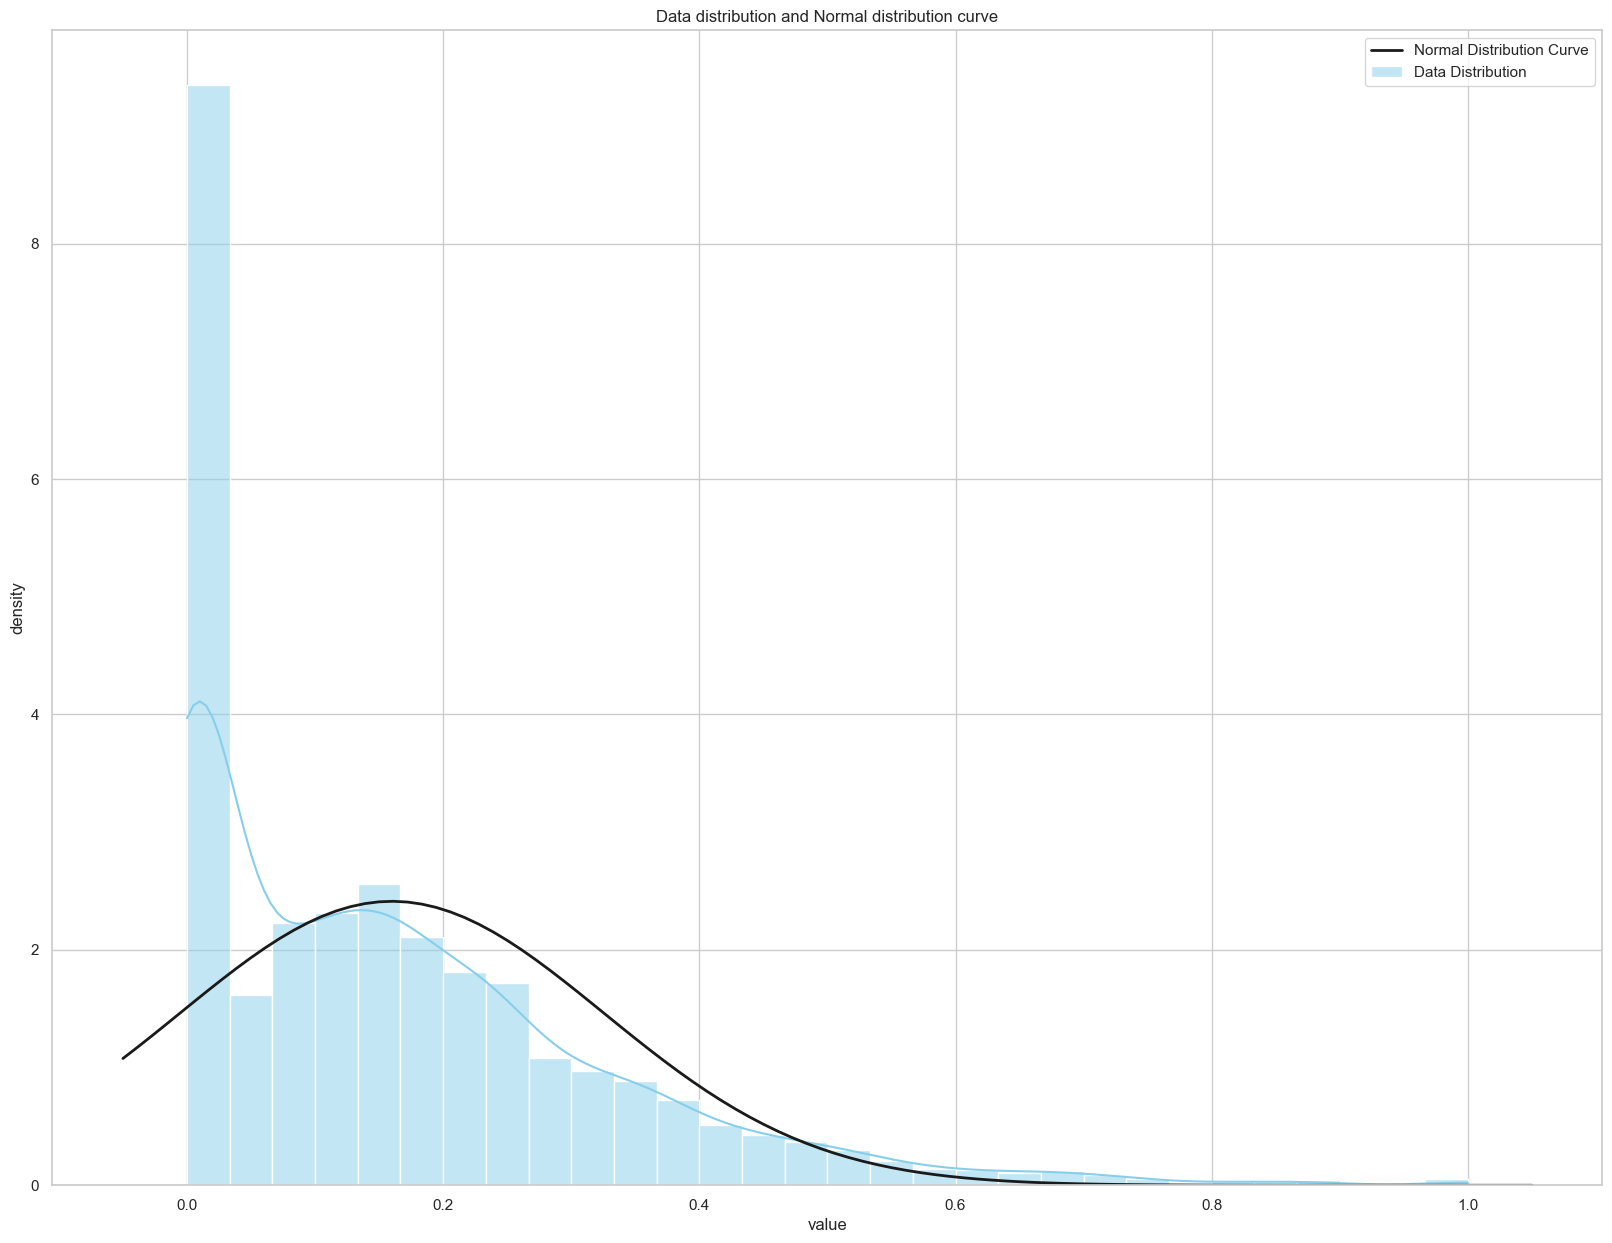 Data distribution and Normal distribution curve
Normal Distribution Curve
Data Distribution
density
8
6
4
2
0
0.0 0.2 0.4 0.6 0.8 1.0
value